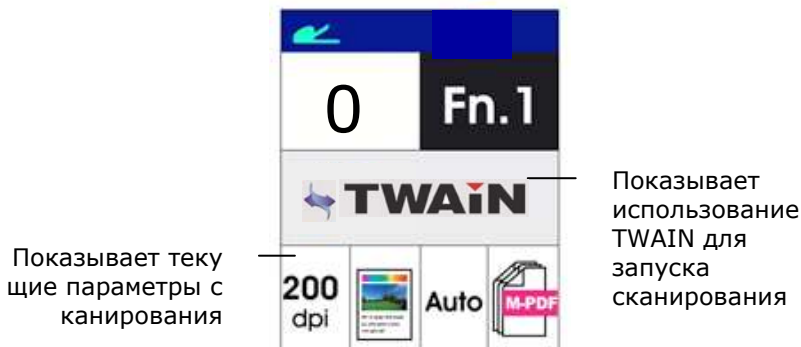 0 Fn.1
TWAIN
Показывает
использование
TWAIN для
запуска
сканирования
Показывает теку
щие параметры с
канирования
200
dpi
Auto
M-PDF